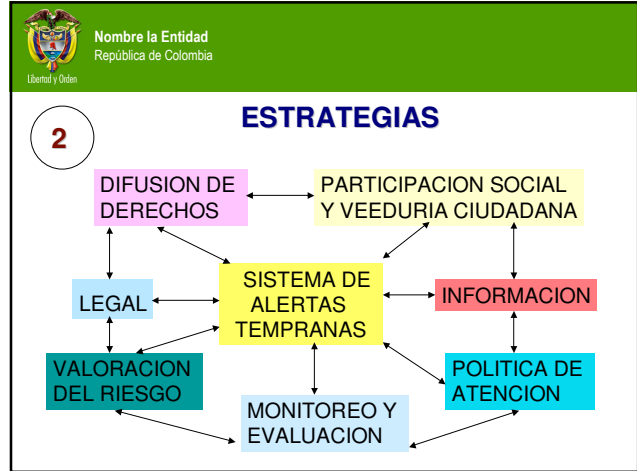 Nombre la Entidad
República de Colombia
Libertad y Orden
ESTRATEGIAS
2
DIFUSION DE
DERECHOS
PARTICIPACION SOCIAL
Y VEEDURIA CIUDADANA
LEGAL
SISTEMA DE
ALERTAS
TEMPRANAS
INFORMACION
VALORACION
DEL RIESGO
MONITOREO Y
EVALUACION
POLITICA DE
ATENCION